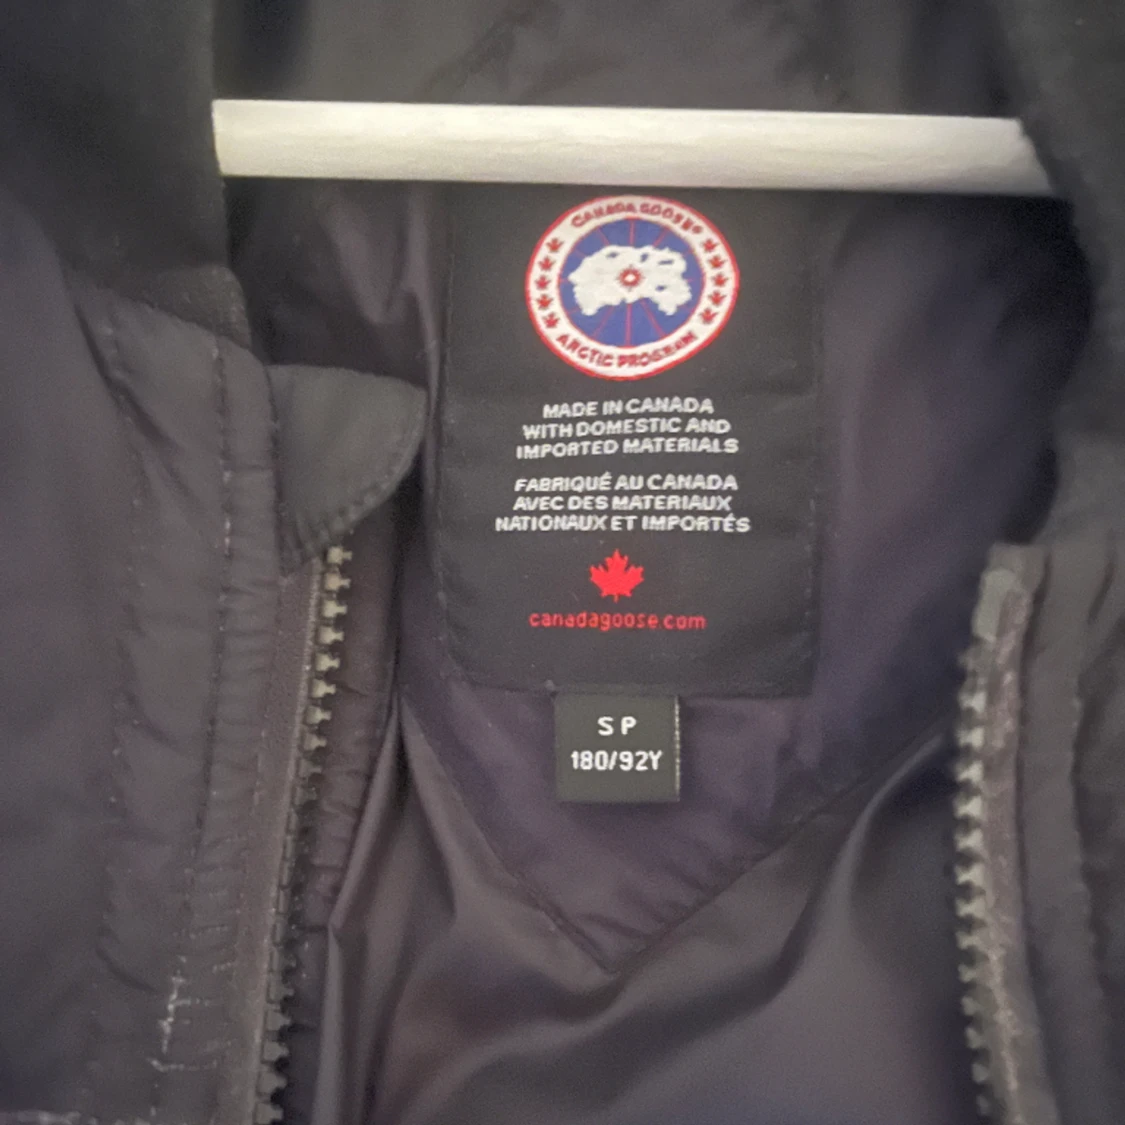 CANADA GOOSE®
ARCTIC PROGRAM
MADE IN CANADA
WITH DOMESTIC AND
IMPORTED MATERIALS
FABRIQUÉ AU CANADA
AVEC DES MATERIAUX
NATIONAUX ET IMPORTÉS
canadagoose.com
S P
180/92Y